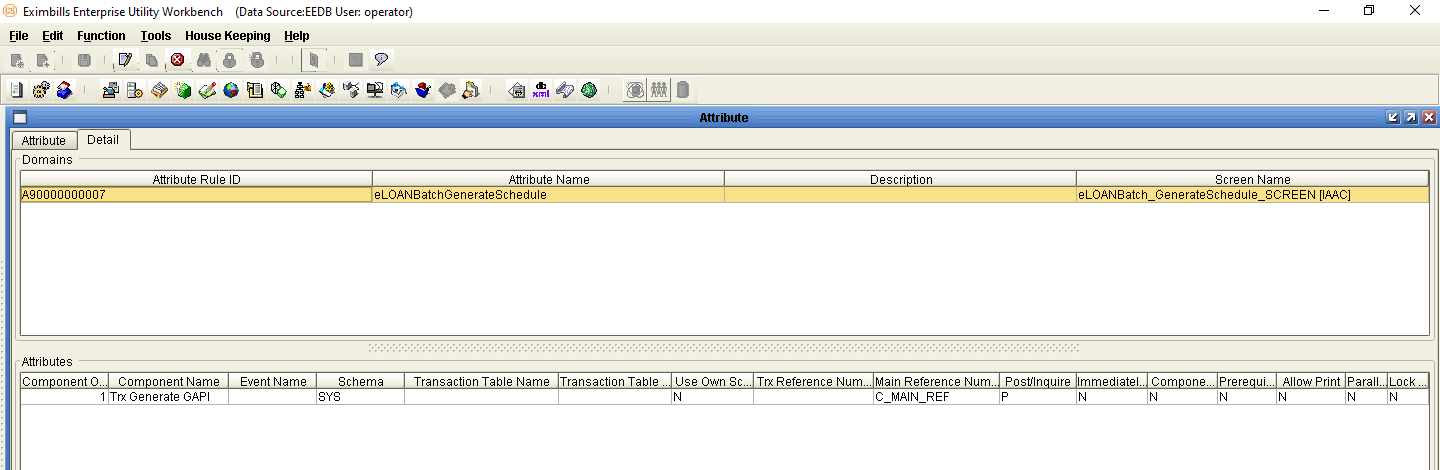 CS Eximbills Enterprise Utility Workbench (Data Source:EEDB User: operator)
File Edit Function Tools House Keeping Help
db
xml
Attribute
Attribute Detail
Domains
Attribute Rule ID Attribute Name Description Screen Name
A90000000007 eLOANBatchGenerateSchedule eLOANBatch_GenerateSchedule_SCREEN [IAAC]
Attributes
Component O... Component Name Event Name Schema Transaction Table Name Transaction Table ... Use Own Sc... Trx Reference Num... Main Reference Num... Post/Inquire Immediatel... Compone... Prerequi... Allow Print Parall... Lock ...
1 Trx Generate GAPI SYS N C_MAIN_REF P N N N N N N